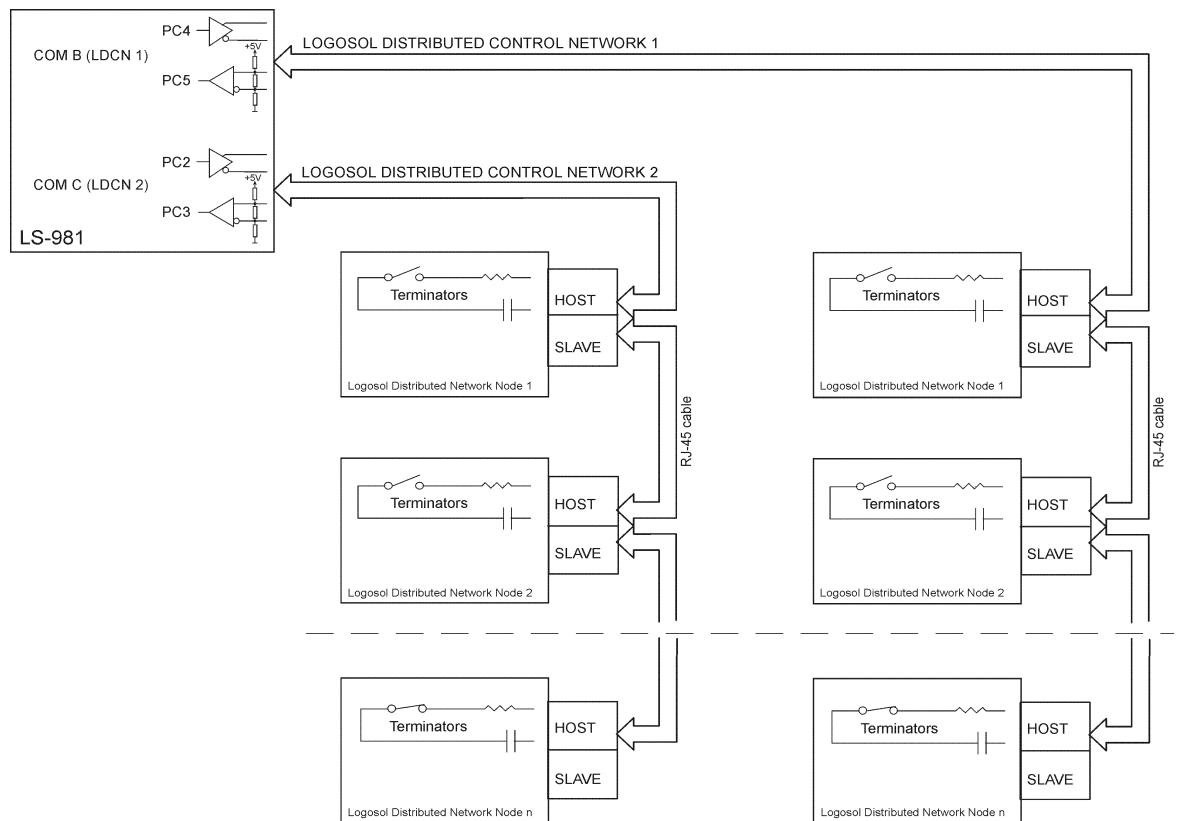 PC4
LOGOSOL DISTRIBUTED CONTROL NETWORK 1
+5V
COM B (LDCN 1)
PC5
PC2
LOGOSOL DISTRIBUTED CONTROL NETWORK 2
+5V
COM C (LDCN 2)
PC3
LS-981
Terminators
HOST
SLAVE
Logosol Distributed Network Node 1
Terminators
HOST
SLAVE
Logosol Distributed Network Node 1
RJ-45 cable
RJ-45 cable
Terminators
HOST
SLAVE
Logosol Distributed Network Node 2
Terminators
HOST
SLAVE
Logosol Distributed Network Node 2
Terminators
HOST
SLAVE
Logosol Distributed Network Node n
Terminators
HOST
SLAVE
Logosol Distributed Network Node n